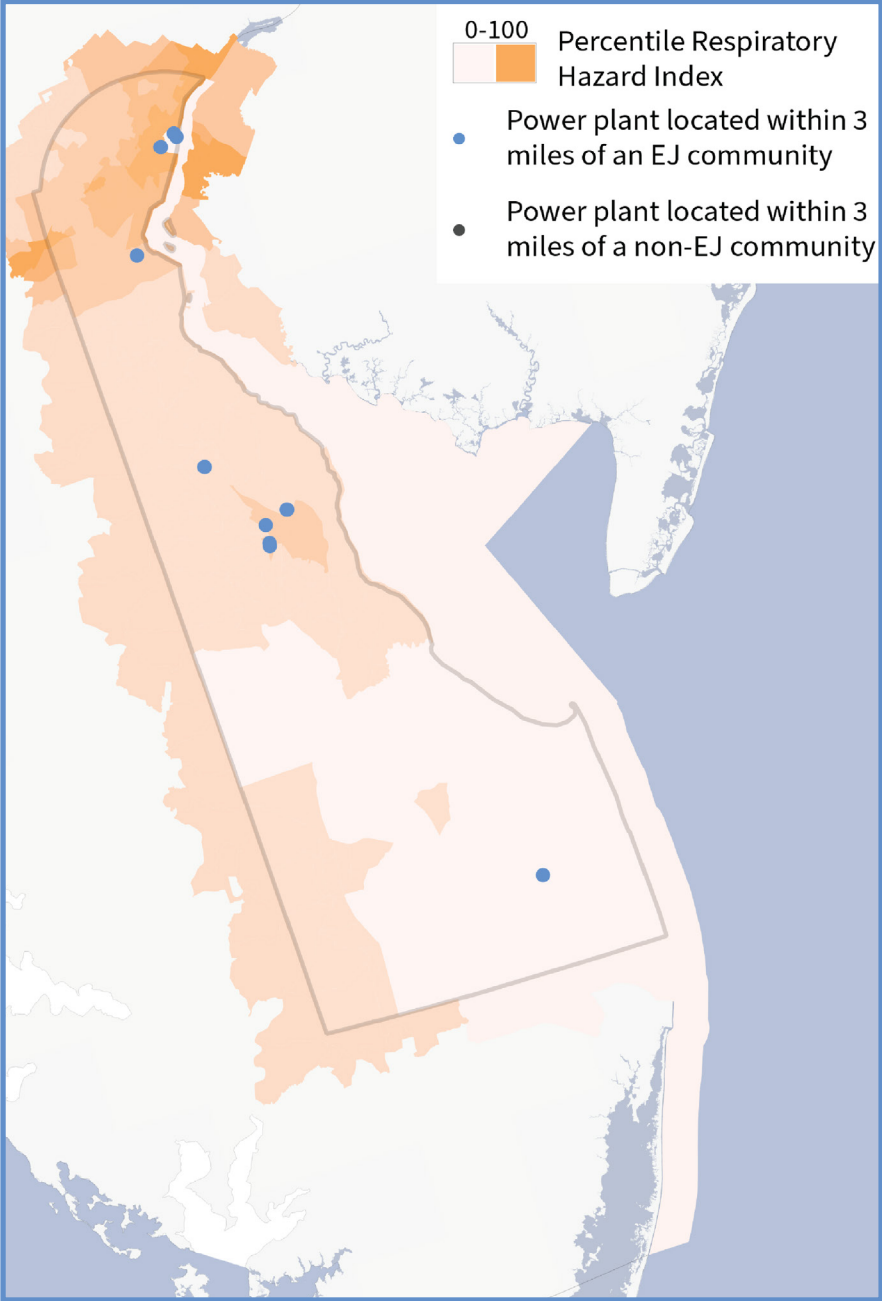 0-100
Percentile Respiratory
Hazard Index
Power plant located within 3
miles of an EJ community
Power plant located within 3
miles of a non-EJ community